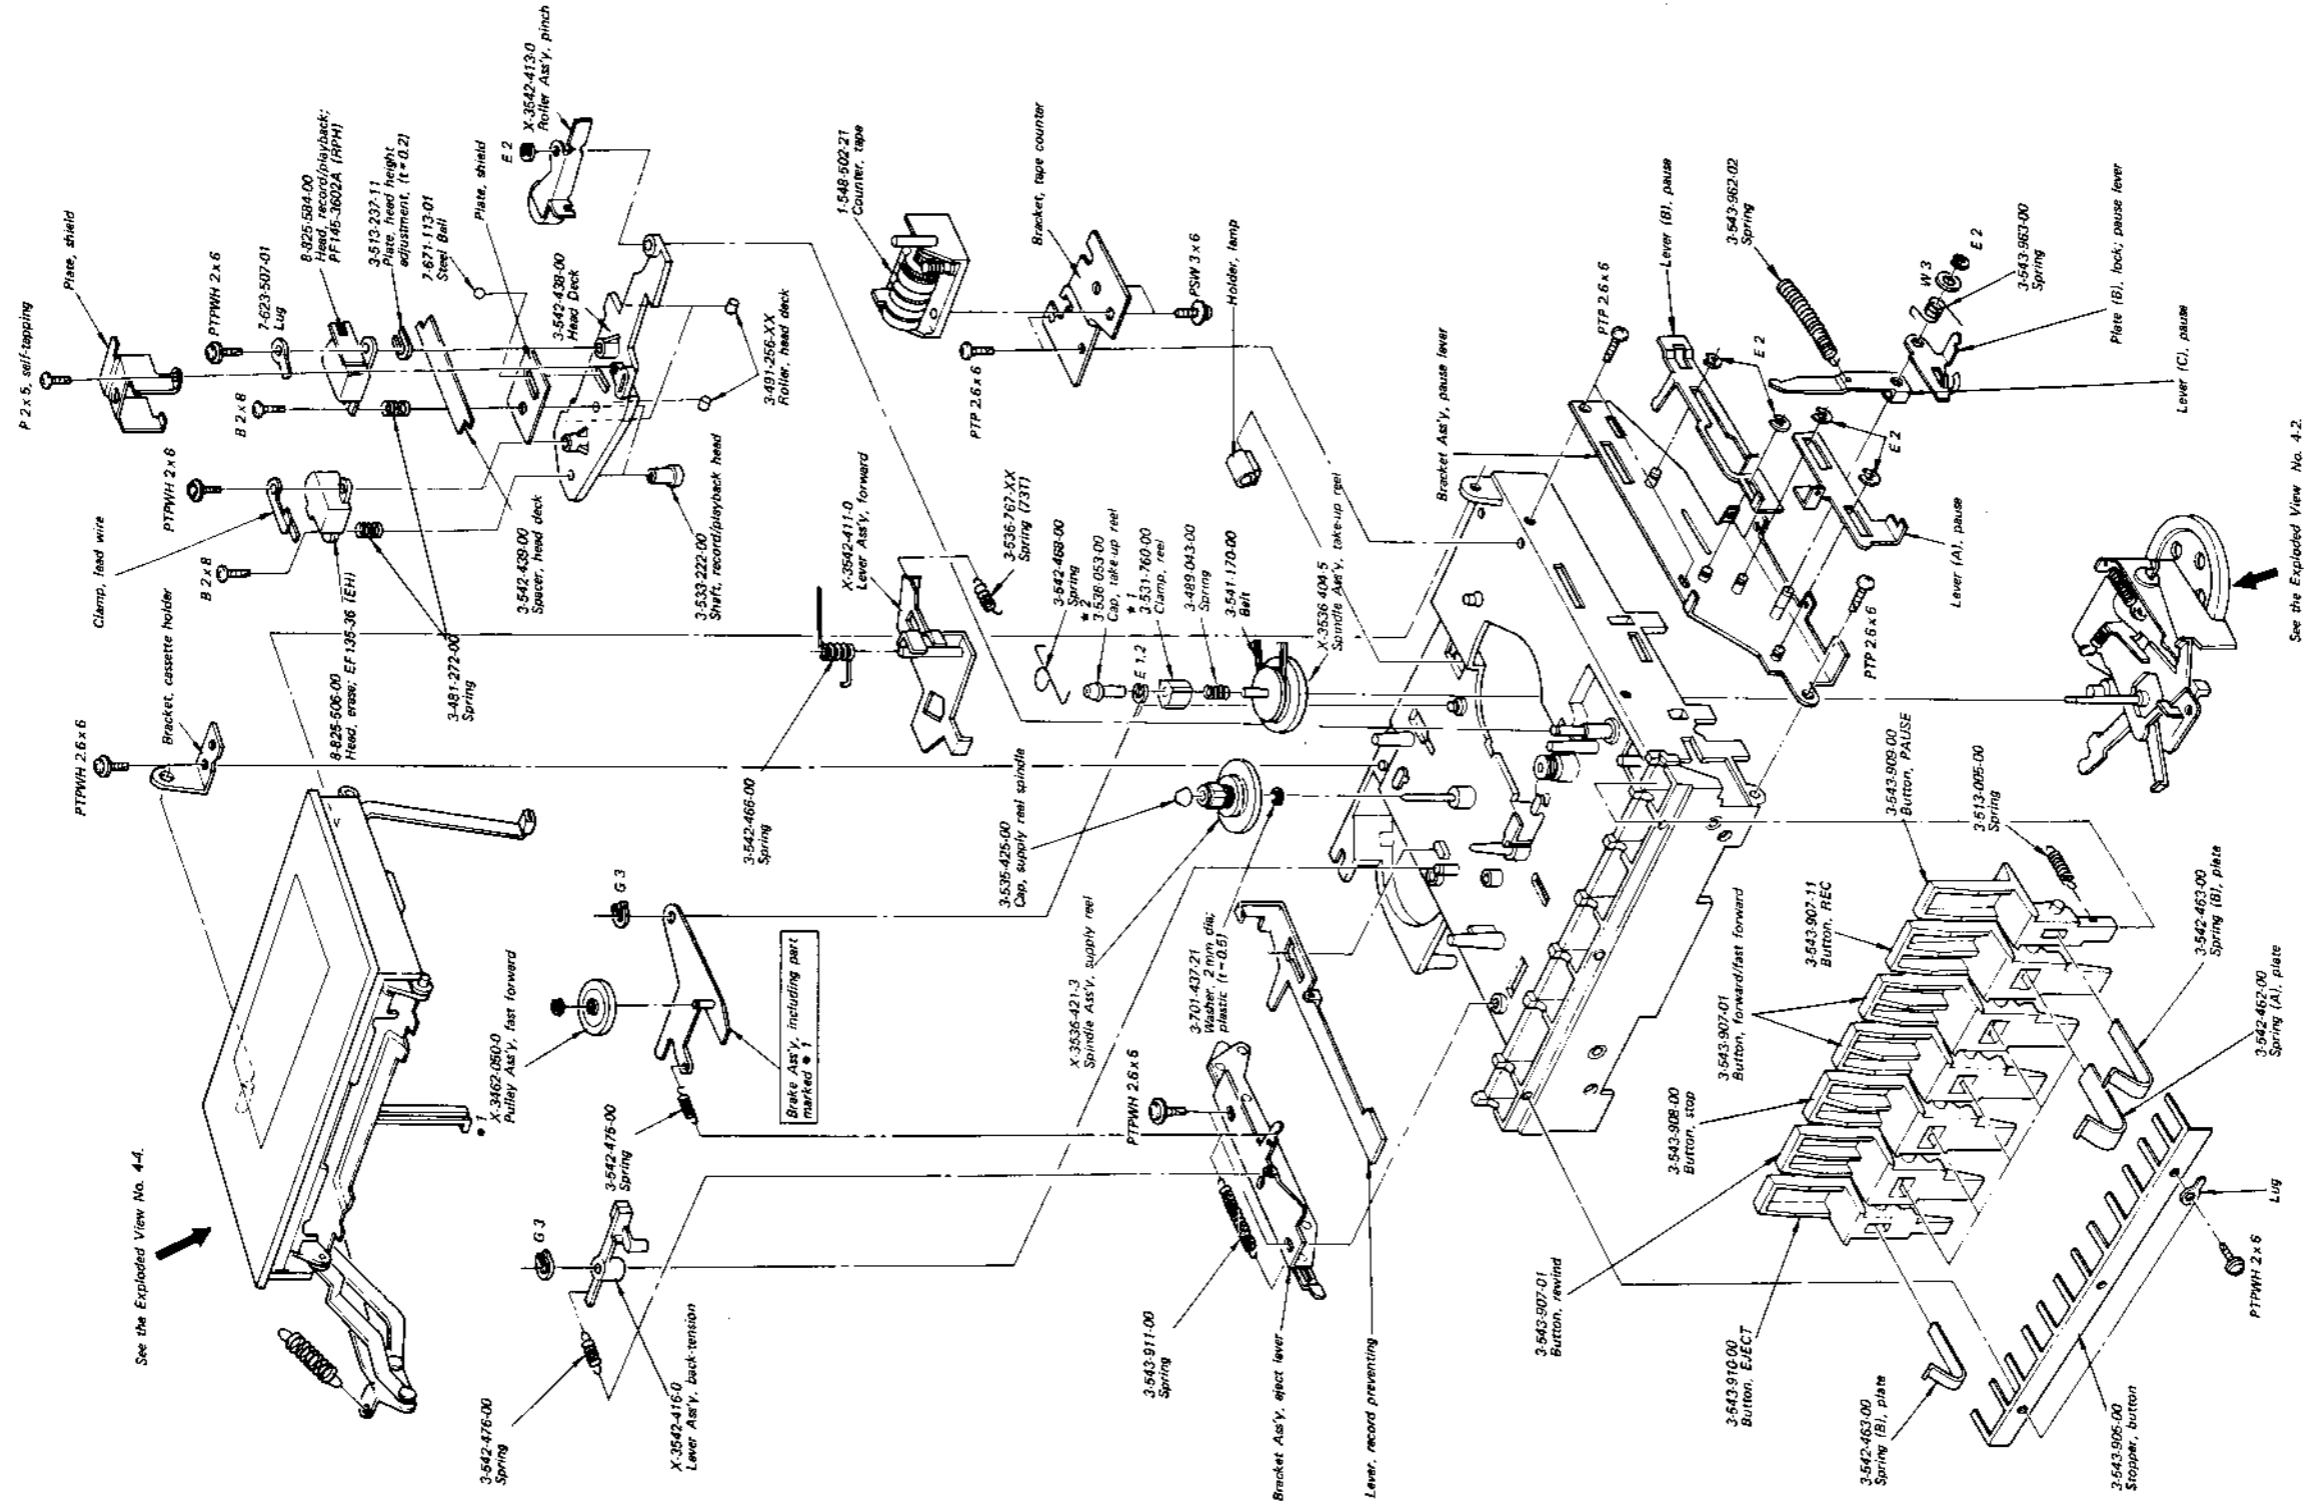 See the Exploded View No. 4-4.
PTPWH 2.6 x 6
Bracket, cassette holder
Clamp, lead wire
B 2 x 8
PTPWH 2 x 6
P 2 x 5, self-tapping
Plate, shield
B 2 x 8
PTPWH 2 x 6
7-623-507-01
Lug
8-825-584-00
Head, record/playback;
PF145-3602A (RPH)
3-513-237-11
Plate, head height
adjustment, (t = 0.2)
7-671-113-01
Steel Ball
Plate, shield
E 2
X-3542-413-0
Roller Ass'y, pinch
3-542-438-00
Head Deck
3-491-256-XX
Roller, head deck
3-533-222-00
Shaft, record/playback head
3-542-439-00
Spacer, head deck
3-481-272-00
Spring
8-825-506-00
Head, erase; EF135-36 (EH)
1-548-502-21
Counter, tape
Bracket, tape counter
PSW 3 x 6
PTP 2.6 x 6
Holder, lamp
X-3542-411-0
Lever Ass'y, forward
3-536-767-XX
Spring (73T)
3-542-466-00
Spring
3-542-468-00
Spring
* 2
3-536-053-00
Cap, take-up reel
E 1.2
* 1
3-531-760-00
Clamp, reel
3-489-043-00
Spring
3-541-170-00
Belt
X-3536-404-5
Spindle Ass'y, take-up reel
3-535-425-00
Cap, supply reel spindle
X-3536-421-3
Spindle Ass'y, supply reel
3-701-437-21
Washer, 2 mm dia;
plastic (t = 0.5)
G 3
* 1
X-3462-050-0
Pulley Ass'y, fast forward
Brake Ass'y, including part
marked * 1
3-542-475-00
Spring
G 3
3-542-476-00
Spring
X-3542-416-0
Lever Ass'y, back-tension
PTPWH 2.6 x 6
3-543-911-00
Spring
Bracket Ass'y, eject lever
Lever, record preventing
Bracket Ass'y, pause lever
PTP 2.6 x 6
Lever (B), pause
E 2
3-543-962-02
Spring
W 3
E 2
3-543-963-00
Spring
Plate (B), lock; pause lever
Lever (C), pause
E 2
Lever (A), pause
PTP 2.6 x 6
See the Exploded View No. 4-2.
3-543-909-00
Button, PAUSE
3-513-005-00
Spring
3-543-907-11
Button, REC
3-543-907-01
Button, forward/fast forward
3-543-908-00
Button, stop
3-543-907-01
Button, rewind
3-543-910-00
Button, EJECT
3-542-463-00
Spring (B), plate
3-542-462-00
Spring (A), plate
3-542-463-00
Spring (B), plate
3-543-905-00
Stopper, button
Lug
PTPWH 2 x 6